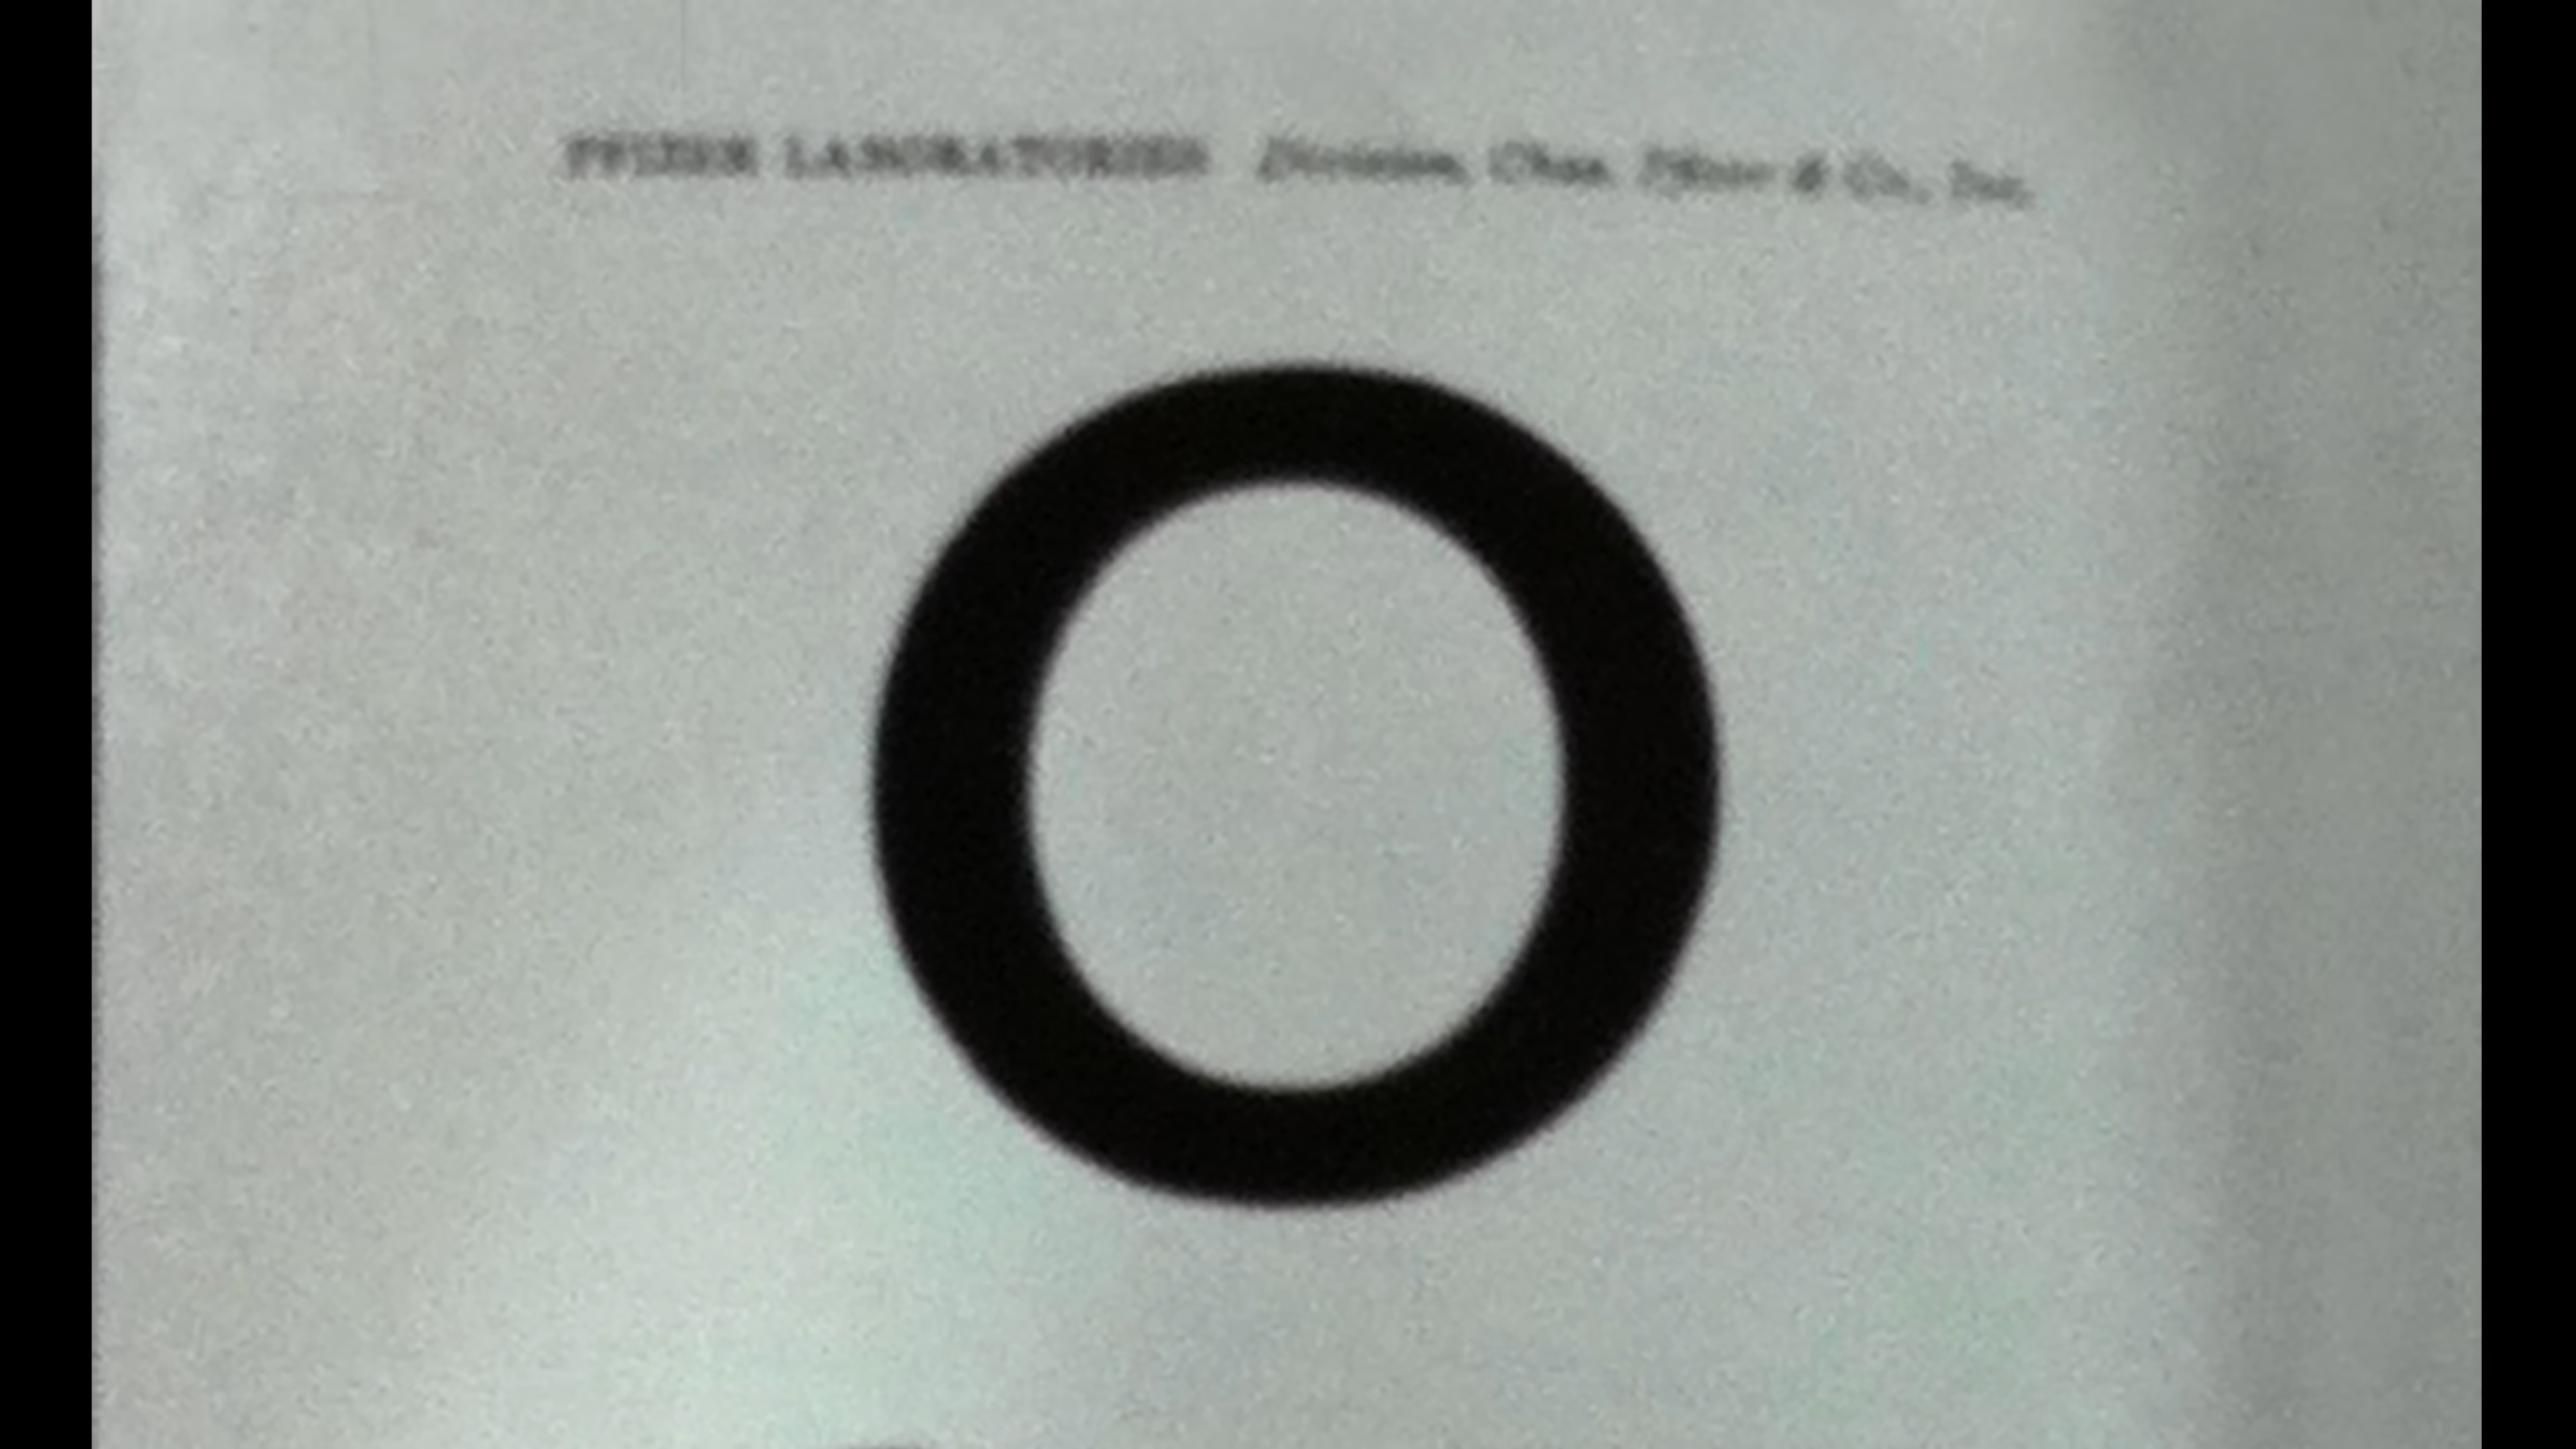 PFIZER LABORATORIES Division, Chas. Pfizer & Co., Inc.
O